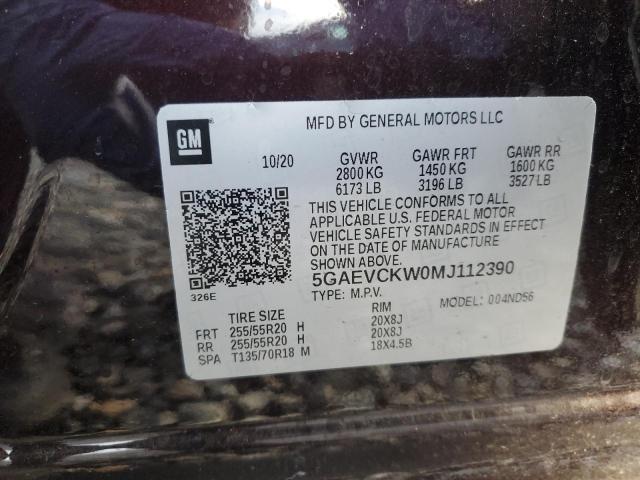 GM
MFD BY GENERAL MOTORS LLC
10/20 GVWR GAWR FRT GAWR RR
2800 KG 1450 KG 1600 KG
6173 LB 3196 LB 3527 LB
THIS VEHICLE CONFORMS TO ALL
APPLICABLE U.S. FEDERAL MOTOR
VEHICLE SAFETY STANDARDS IN EFFECT
ON THE DATE OF MANUFACTURE
SHOWN ABOVE.
326E
5GAEVCKW0MJ112390
TYPE: M.P.V. MODEL: 004ND56
TIRE SIZE RIM
FRT 255/55R20 H 20X8J
RR 255/55R20 H 20X8J
SPA T135/70R18 M 18X4.5B